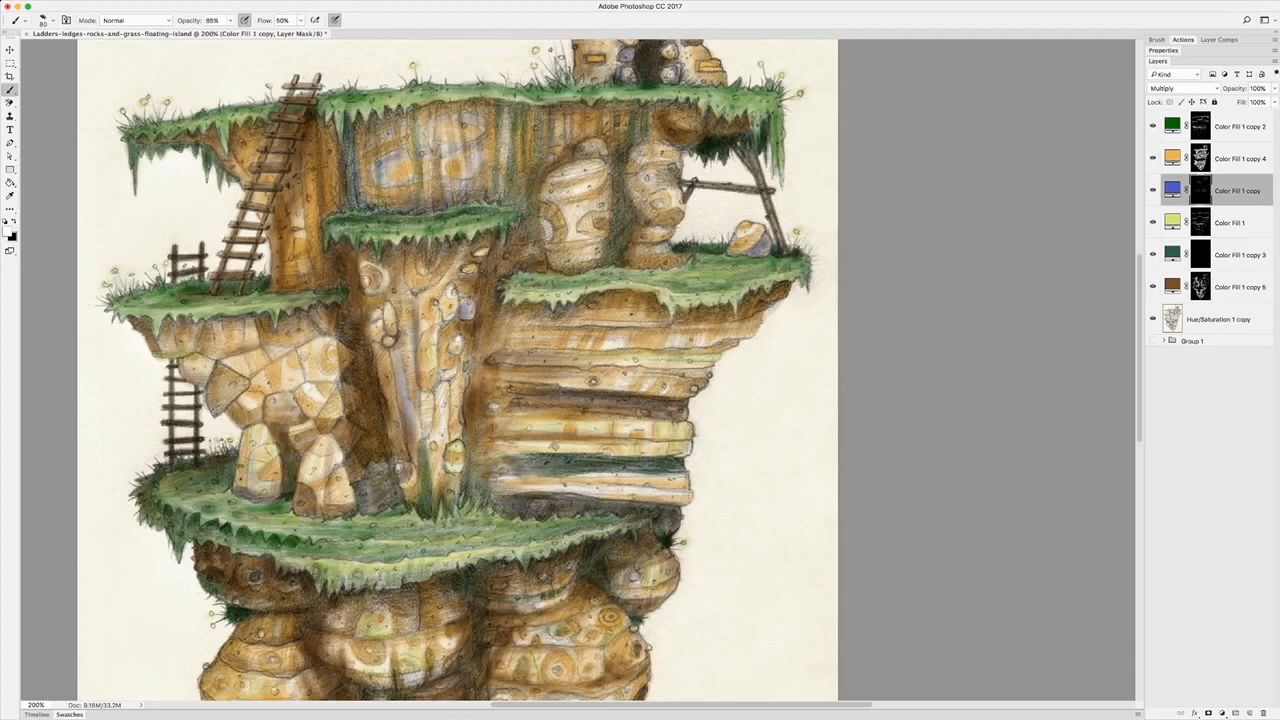 Adobe Photoshop CC 2017
80
Mode: Normal
Opacity: 85%
Flow: 50%
Ladders-ledges-rocks-and-grass-floating-island @ 200% (Color Fill 1 copy, Layer Mask/8) *
Brush
Actions
Layer Comps
Properties
Layers
Kind
Multiply
Opacity: 100%
Lock:
Fill: 100%
Color Fill 1 copy 2
Color Fill 1 copy 4
Color Fill 1 copy
Color Fill 1
Color Fill 1 copy 3
Color Fill 1 copy 5
Hue/Saturation 1 copy
Group 1
200%
Doc: 9.18M/33.2M
Timeline
Swatches